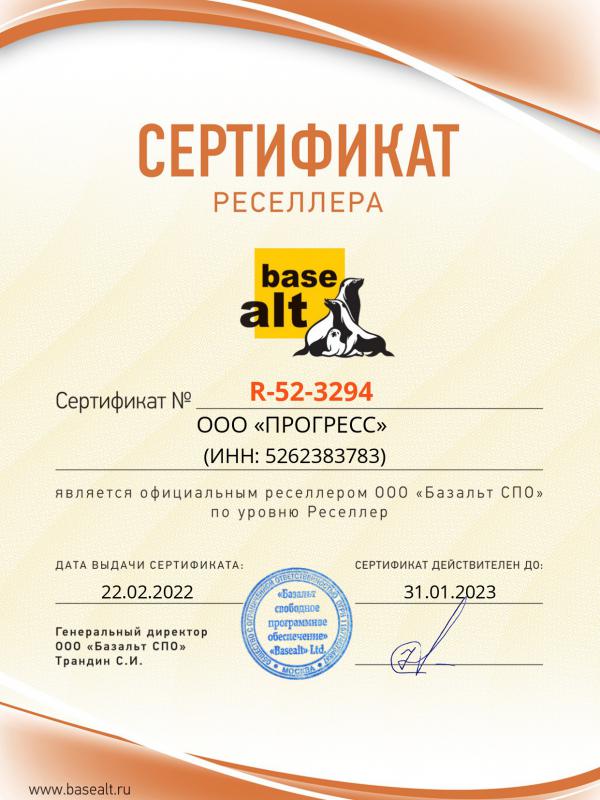 СЕРТИФИКАТ
РЕСЕЛЛЕРА
base
alt
Сертификат № R-52-3294
ООО «ПРОГРЕСС»
(ИНН: 5262383783)
является официальным реселлером ООО «Базальт СПО»
по уровню Реселлер
ДАТА ВЫДАЧИ СЕРТИФИКАТА:
СЕРТИФИКАТ ДЕЙСТВИТЕЛЕН ДО:
22.02.2022
31.01.2023
Генеральный директор
ООО «Базальт СПО»
Трандин С.И.
ОБЩЕСТВО С ОГРАНИЧЕННОЙ ОТВЕТСТВЕННОСТЬЮ
«Базальт
свободное
программное
обеспечение»
«Basealt» Ltd.
МОСКВА
www.basealt.ru